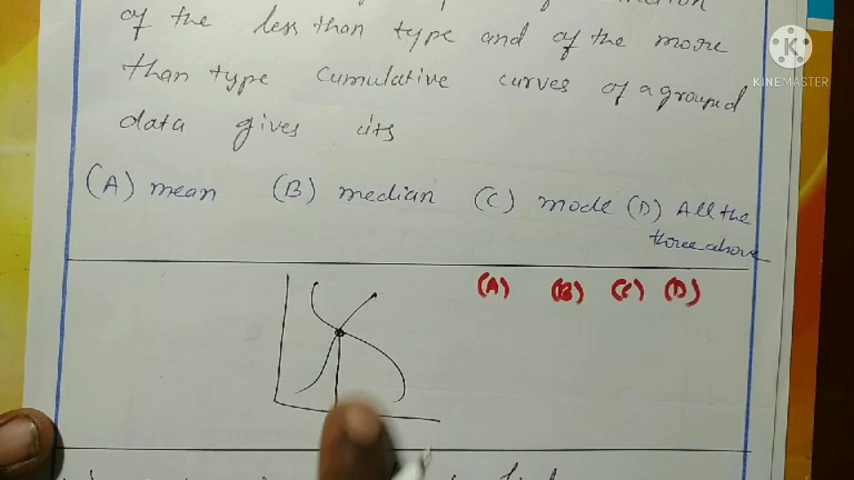 of the less than type and of the more
than type cumulative curves of a grouped
data gives its
(A) mean (B) median (C) mode (D) All the
three above
(A) (B) (C) (D)
K
KINEMASTER